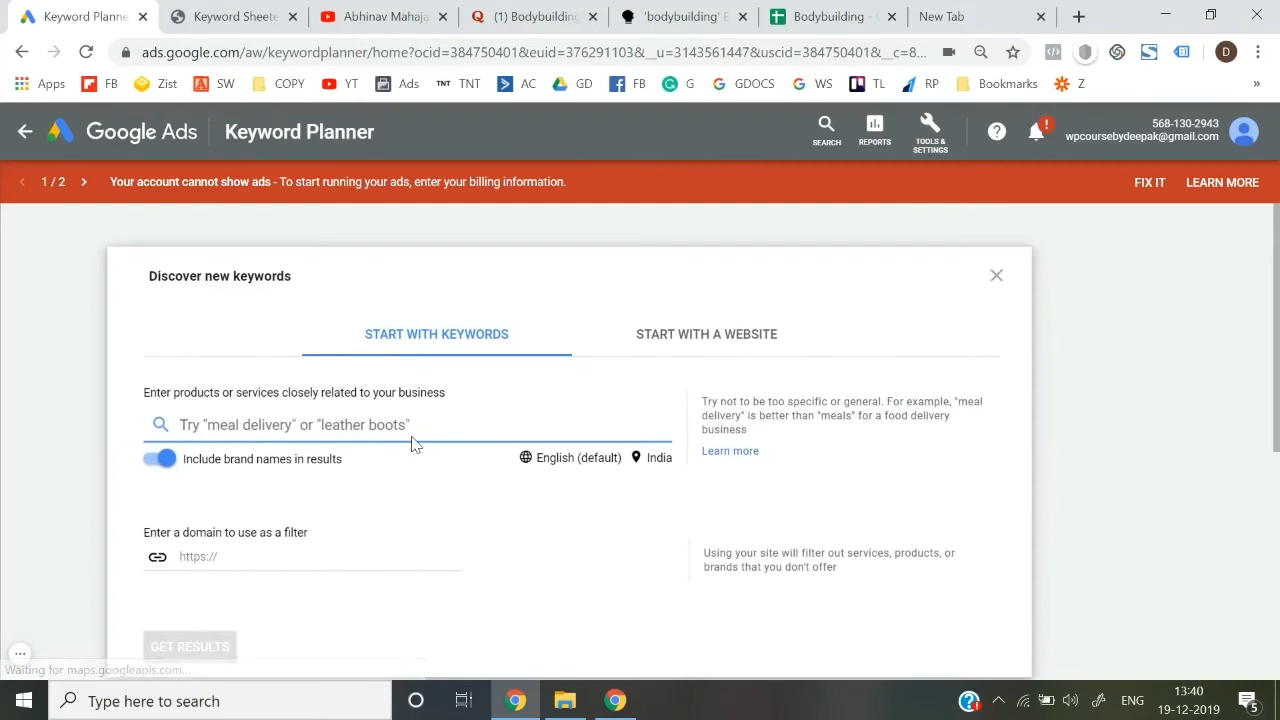 Keyword Planne
Keyword Sheete
Abhinav Mahaja
(1) Bodybuilding
'bodybuilding' E
Bodybuilding - 
New Tab
ads.google.com/aw/keywordplanner/home?ocid=384750401&euid=376291103&__u=3143561447&uscid=384750401&__c=8...
D
Apps
FB
Zist
SW
COPY
YT
Ads
TNT TNT
AC
GD
FB
G
GDOCS
WS
TL
RP
Bookmarks
Z
»
Google Ads
Keyword Planner
SEARCH
REPORTS
TOOLS &
SETTINGS
568-130-2943
wpcoursebydeepak@gmail.com
1 / 2
Your account cannot show ads - To start running your ads, enter your billing information.
FIX IT
LEARN MORE
Discover new keywords
START WITH KEYWORDS
START WITH A WEBSITE
Enter products or services closely related to your business
Try "meal delivery" or "leather boots"
Include brand names in results
English (default)
India
Try not to be too specific or general. For example, "meal
delivery" is better than "meals" for a food delivery
business
Learn more
Enter a domain to use as a filter
https://
Using your site will filter out services, products, or
brands that you don't offer
GET RESULTS
Waiting for maps.googleapis.com...
Type here to search
ENG
13:40
19-12-2019
5